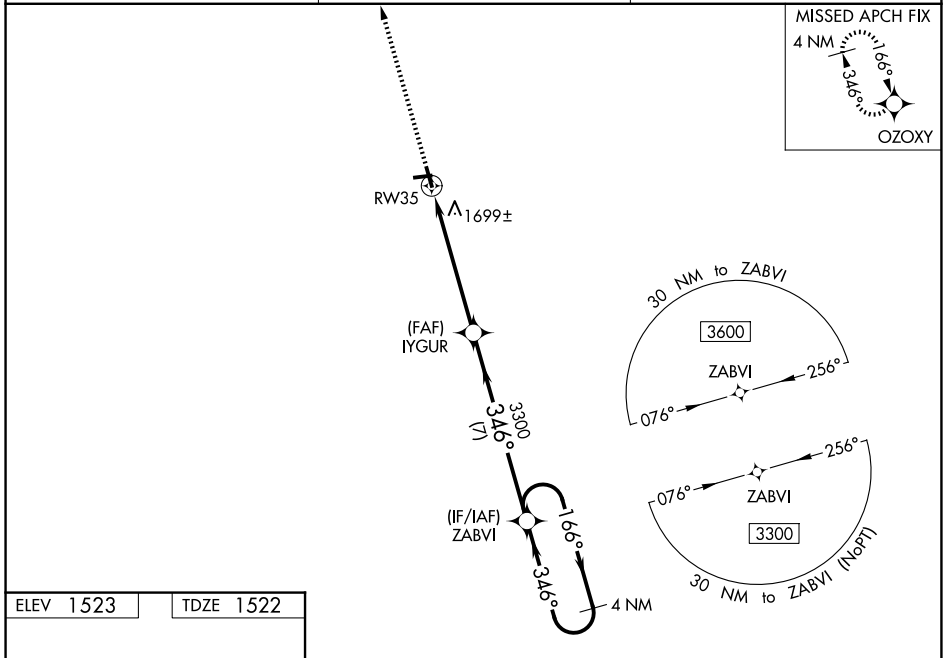 MISSED APCH FIX
4 NM
166°
346°
OZOXY
RW35
1699±
(FAF)
IYGUR
3300
346°
(7)
(IF/IAF)
ZABVI
166°
346°
4 NM
30 NM to ZABVI
3600
ZABVI
256°
076°
256°
076°
ZABVI
3300
30 NM to ZABVI (NoPT)
ELEV 1523
TDZE 1522